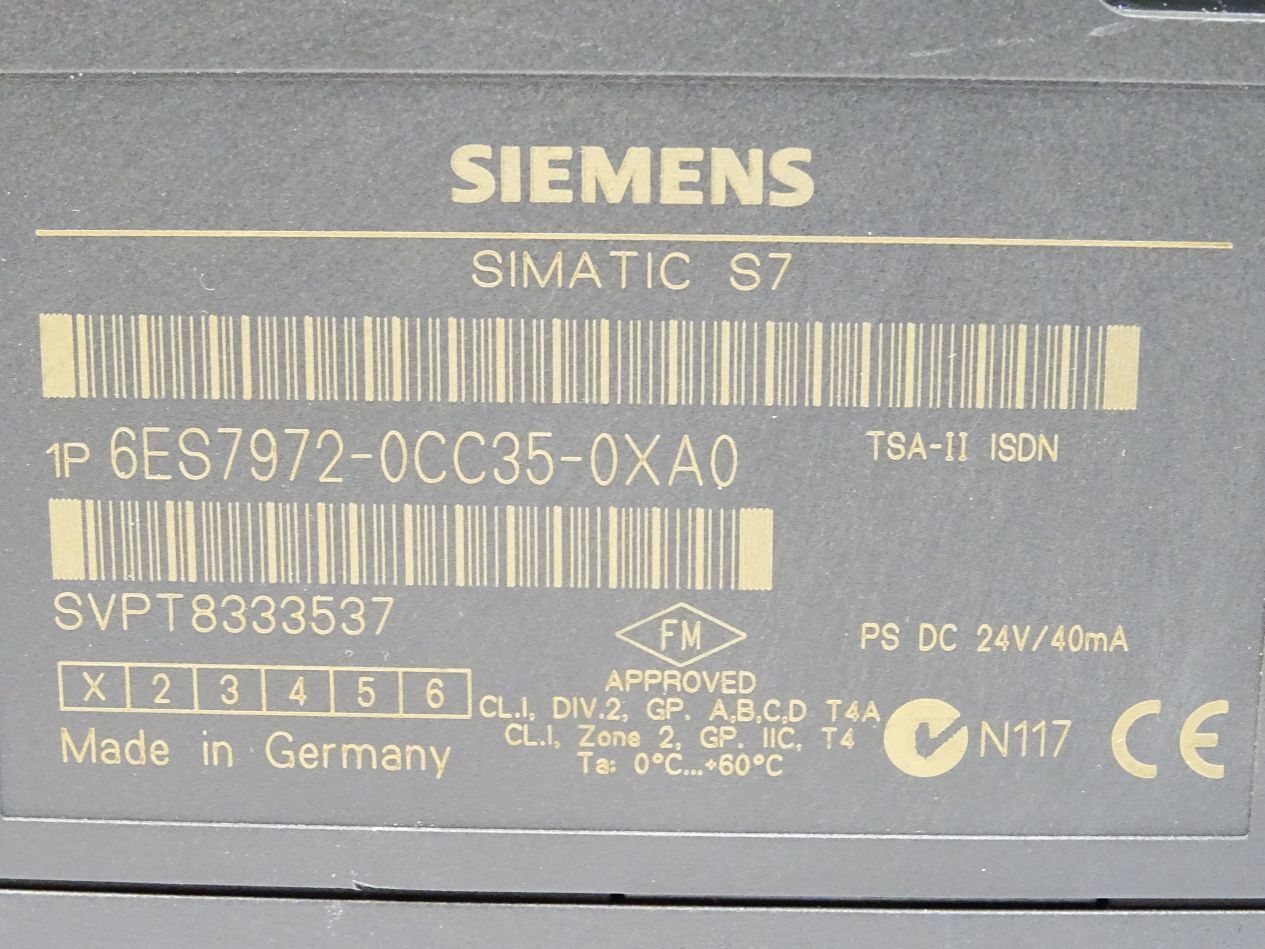 SIEMENS
SIMATIC S7
1P 6ES7972-0CC35-0XA0
TSA-II ISDN
SVPT8333537
FM
APPROVED
PS DC 24V/40mA
X 2 3 4 5 6
CL.I, DIV.2, GP. A,B,C,D T4A
CL.I, Zone 2, GP. IIC, T4
Ta: 0°C...+60°C
N117
CE
Made in Germany